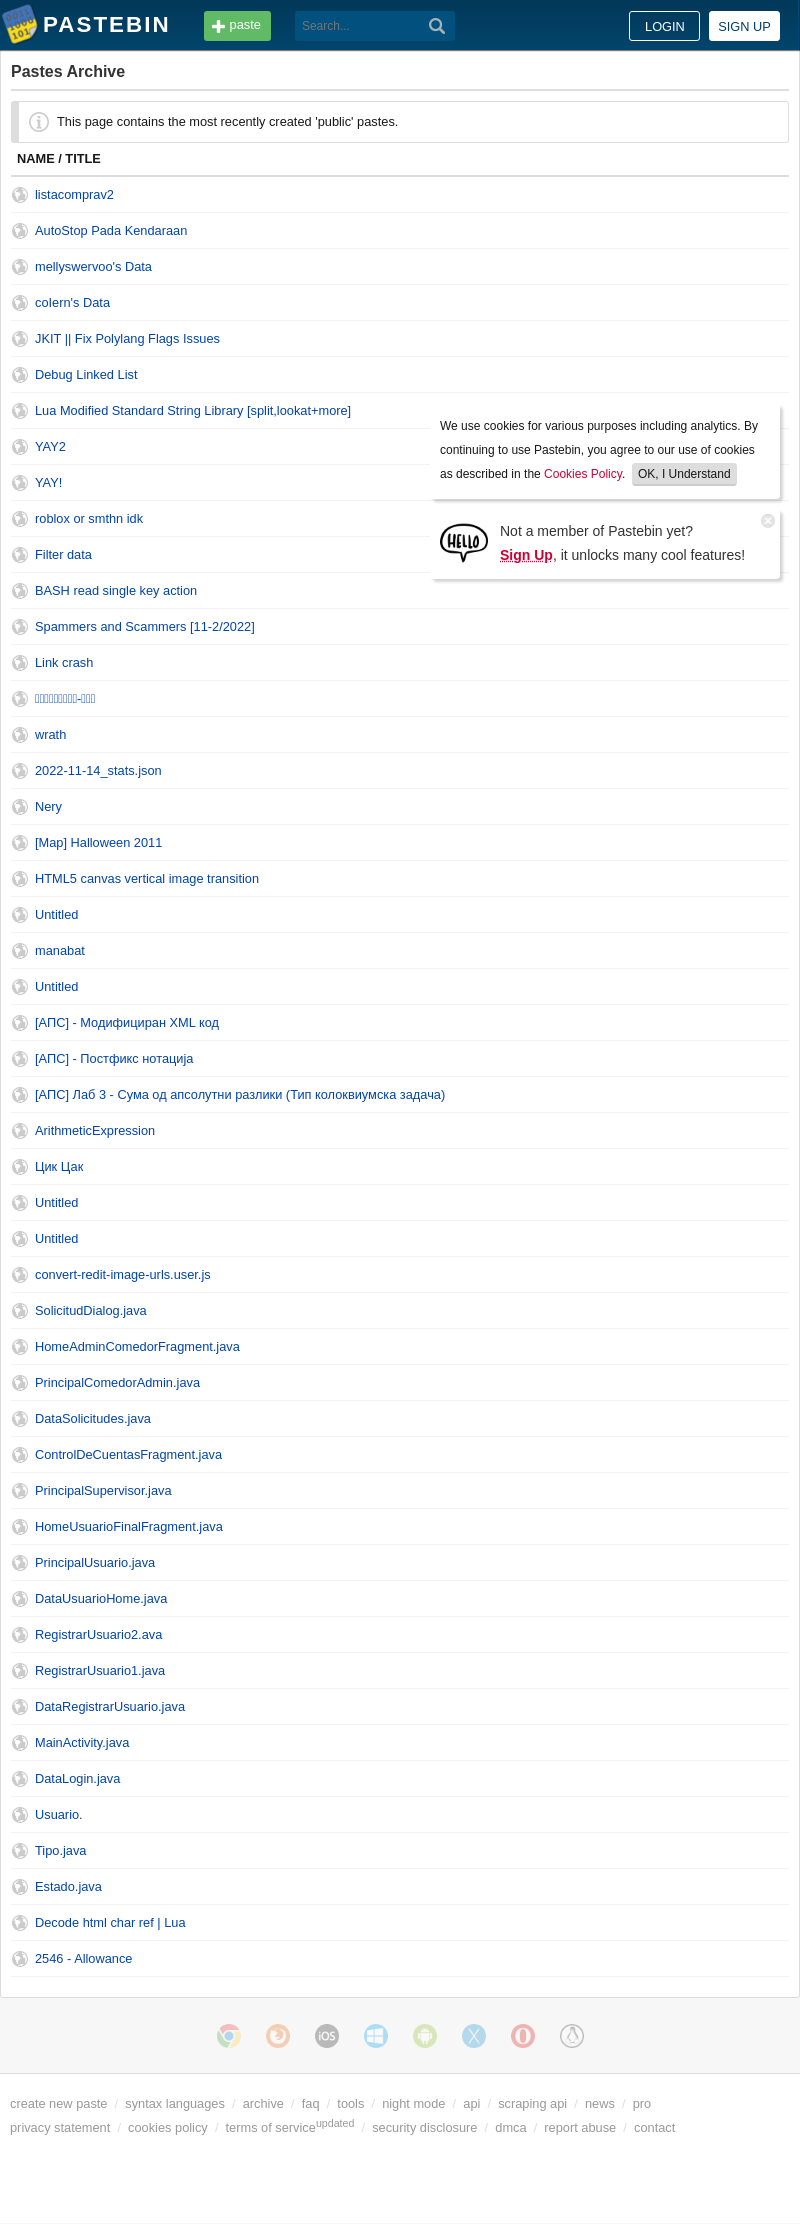 PASTEBIN
paste
Search...
LOGIN
SIGN UP
Pastes Archive
This page contains the most recently created 'public' pastes.
NAME / TITLE
listacomprav2
AutoStop Pada Kendaraan
mellyswervoo's Data
coIern's Data
JKIT || Fix Polylang Flags Issues
Debug Linked List
Lua Modified Standard String Library [split,lookat+more]
YAY2
YAY!
roblox or smthn idk
Filter data
BASH read single key action
Spammers and Scammers [11-2/2022]
Link crash
wrath
2022-11-14_stats.json
Nery
[Map] Halloween 2011
HTML5 canvas vertical image transition
Untitled
manabat
Untitled
[АПС] - Модифициран XML код
[АПС] - Постфикс нотација
[АПС] Лаб 3 - Сума од апсолутни разлики (Тип колоквиумска задача)
ArithmeticExpression
Цик Цак
Untitled
Untitled
convert-redit-image-urls.user.js
SolicitudDialog.java
HomeAdminComedorFragment.java
PrincipalComedorAdmin.java
DataSolicitudes.java
ControlDeCuentasFragment.java
PrincipalSupervisor.java
HomeUsuarioFinalFragment.java
PrincipalUsuario.java
DataUsuarioHome.java
RegistrarUsuario2.ava
RegistrarUsuario1.java
DataRegistrarUsuario.java
MainActivity.java
DataLogin.java
Usuario.
Tipo.java
Estado.java
Decode html char ref | Lua
2546 - Allowance
We use cookies for various purposes including analytics. By
continuing to use Pastebin, you agree to our use of cookies
as described in the Cookies Policy. OK, I Understand
HELLO
Not a member of Pastebin yet?
Sign Up, it unlocks many cool features!
iOS
create new paste / syntax languages / archive / faq / tools / night mode / api / scraping api / news / pro
privacy statement / cookies policy / terms of serviceupdated / security disclosure / dmca / report abuse / contact